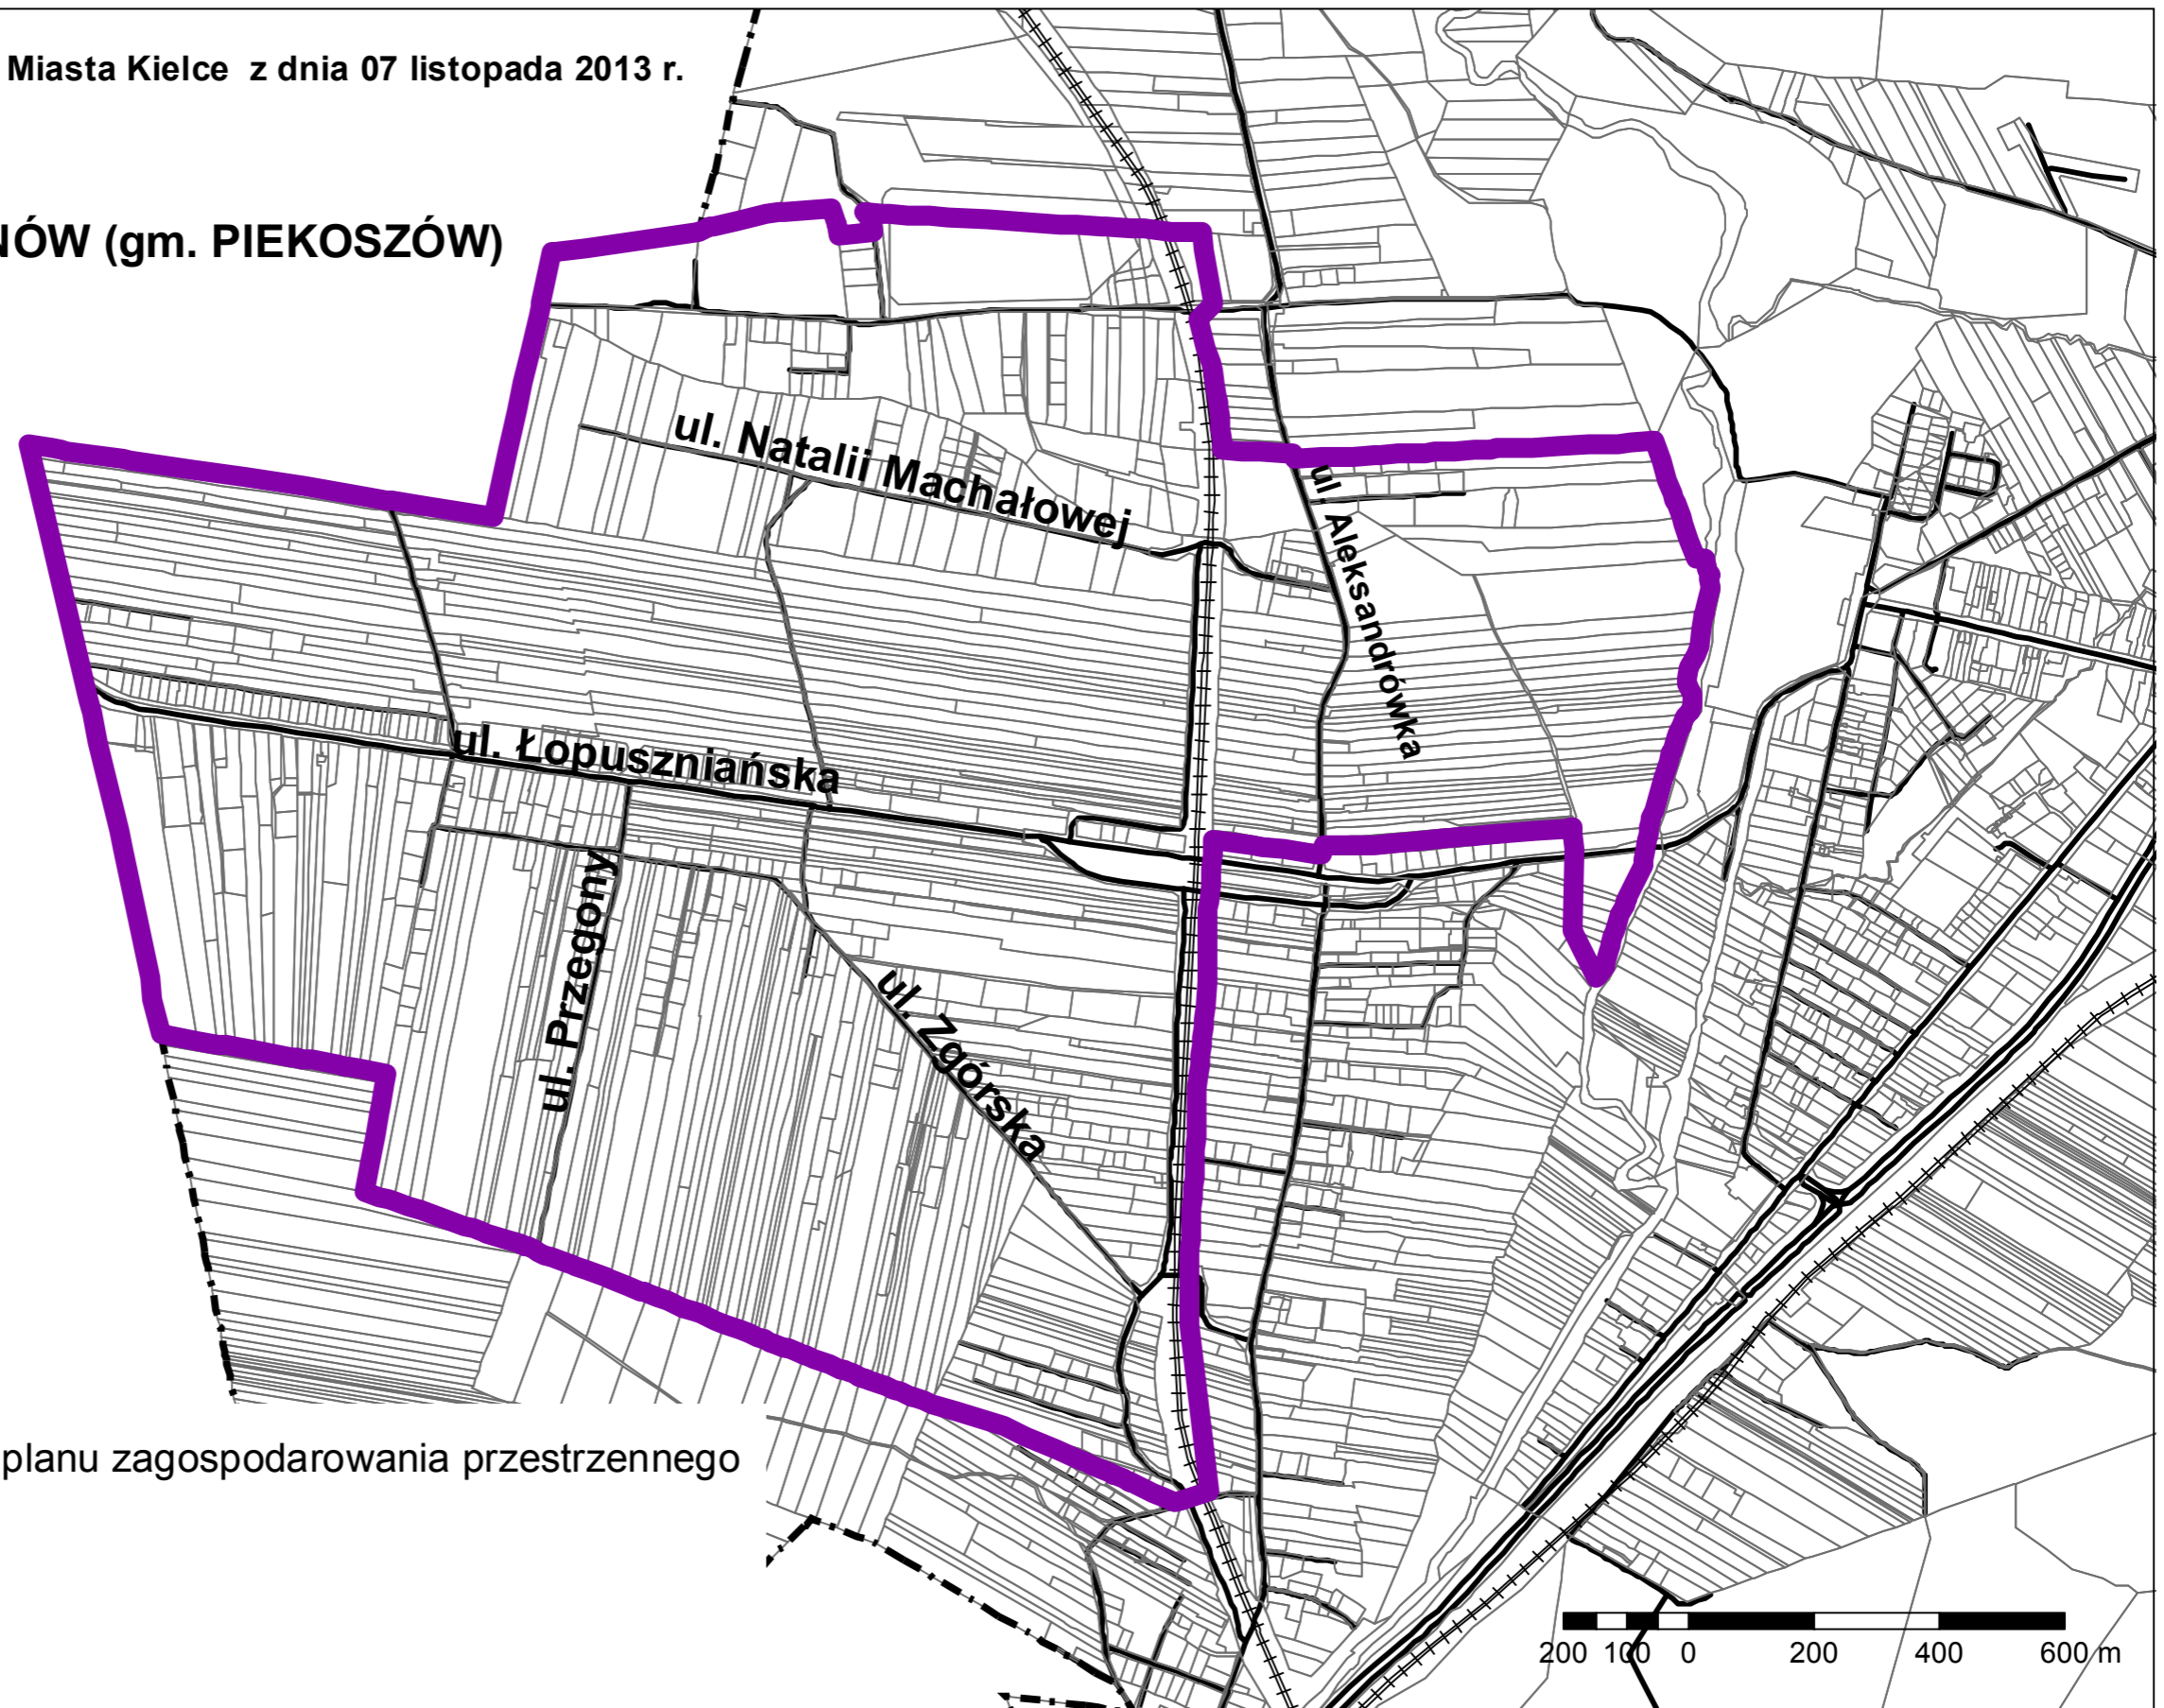 Miasta Kielce z dnia 07 listopada 2013 r.
NÓW (gm. PIEKOSZÓW)
ul. Natalii Machałowej
ul. Aleksandrówka
ul. Łopuszniańska
ul. Przegony
ul. Zgórska
planu zagospodarowania przestrzennego
200 100 0 200 400 600 m